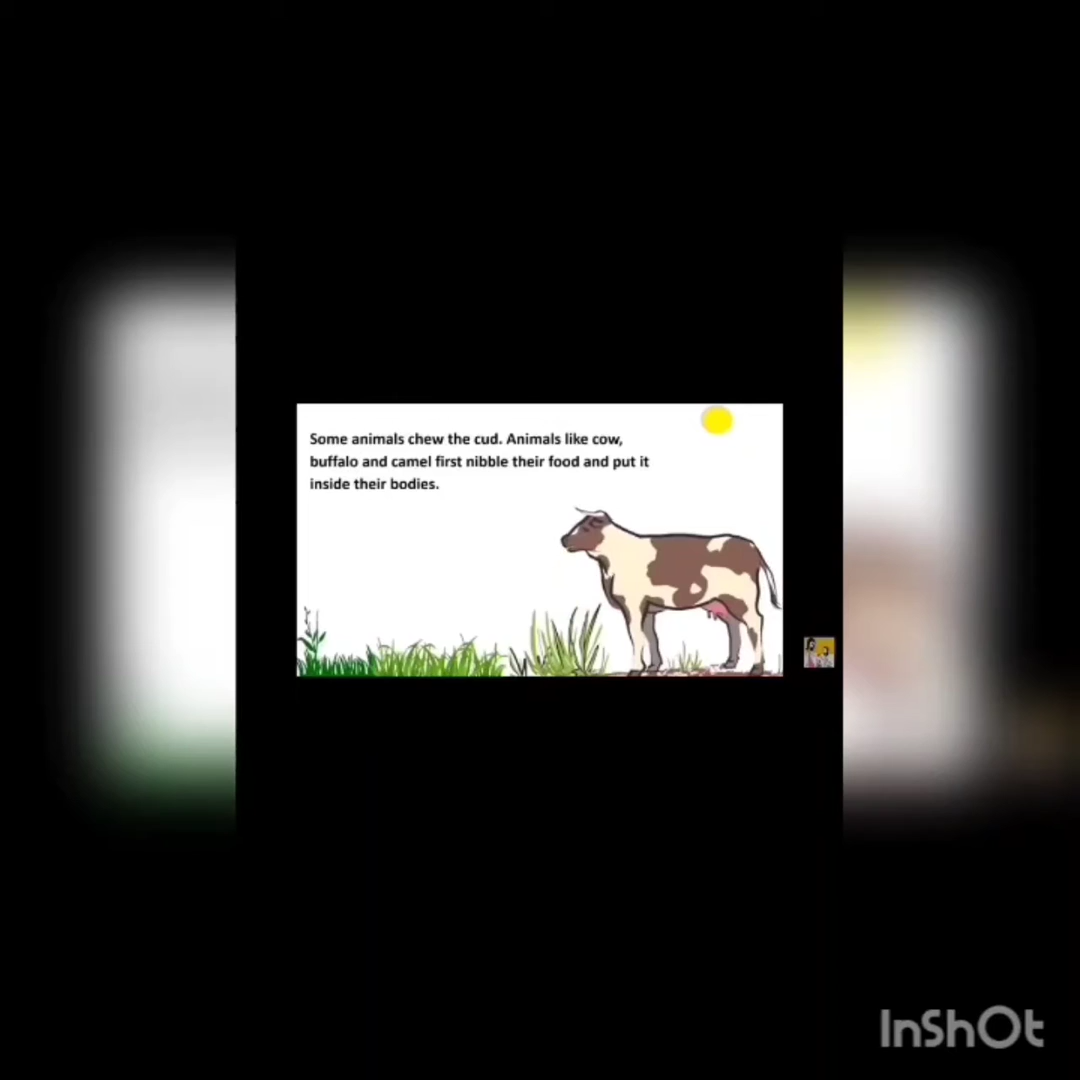 Some animals chew the cud. Animals like cow,
buffalo and camel first nibble their food and put it
inside their bodies.
InShOt